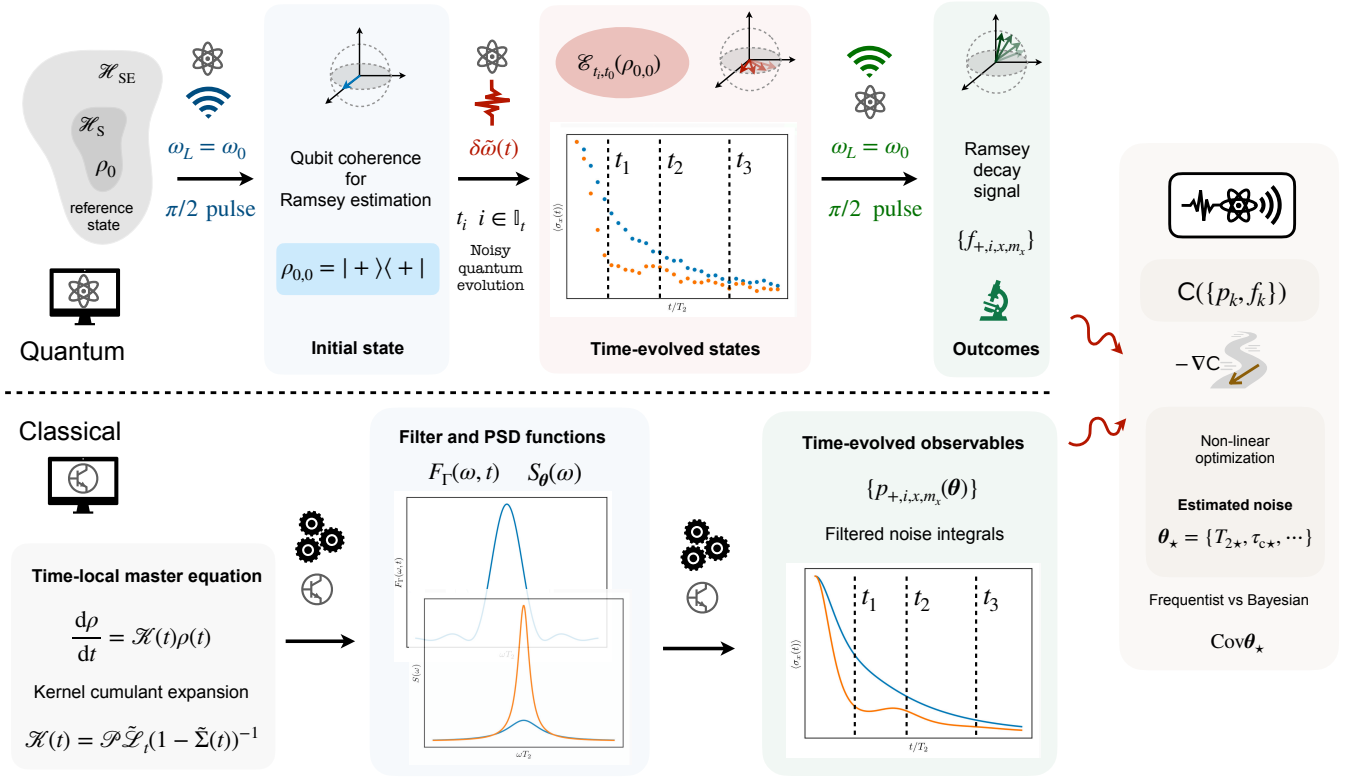 ℋ_SE
ℋ_S
ρ_0
reference
state
Quantum
ω_L = ω_0
π/2 pulse
Qubit coherence
for
Ramsey estimation
ρ_{0,0} = | + ⟩⟨ + |
Initial state
δω̃(t)
t_i i ∈ 𝕀_t
Noisy
quantum
evolution
ℰ_{t_i,t_0}(ρ_{0,0})
t_1
t_2
t_3
⟨σ_x(t)⟩
t/T_2
Time-evolved states
ω_L = ω_0
π/2 pulse
Ramsey
decay
signal
{f_{+,i,x,m_x}}
Outcomes
Classical
Time-local master equation
dρ/dt = 𝒦(t)ρ(t)
Kernel cumulant expansion
𝒦(t) = 𝒫ℒ̃_t(1 − Σ̃(t))^{−1}
Filter and PSD functions
F_Γ(ω, t) S_θ(ω)
F_Γ(ω, t)
ωT_2
S(ω)
ωT_2
Time-evolved observables
{p_{+,i,x,m_x}(θ)}
Filtered noise integrals
t_1
t_2
t_3
⟨σ_x(t)⟩
t/T_2
C({p_k, f_k})
−∇C
Non-linear
optimization
Estimated noise
θ_⋆ = {T_{2⋆}, τ_{c⋆}, ⋯}
Frequentist vs Bayesian
Covθ_⋆